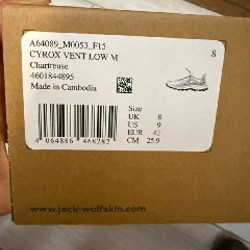 A64089_M0053_F15
CYROX VENT LOW M
8
Chartreuse
4601844895
Made in Cambodia
Size
UK 8
US 9
EUR 42
CM 25.9
4 064886 468282 >
www.jack-wolfskin.com